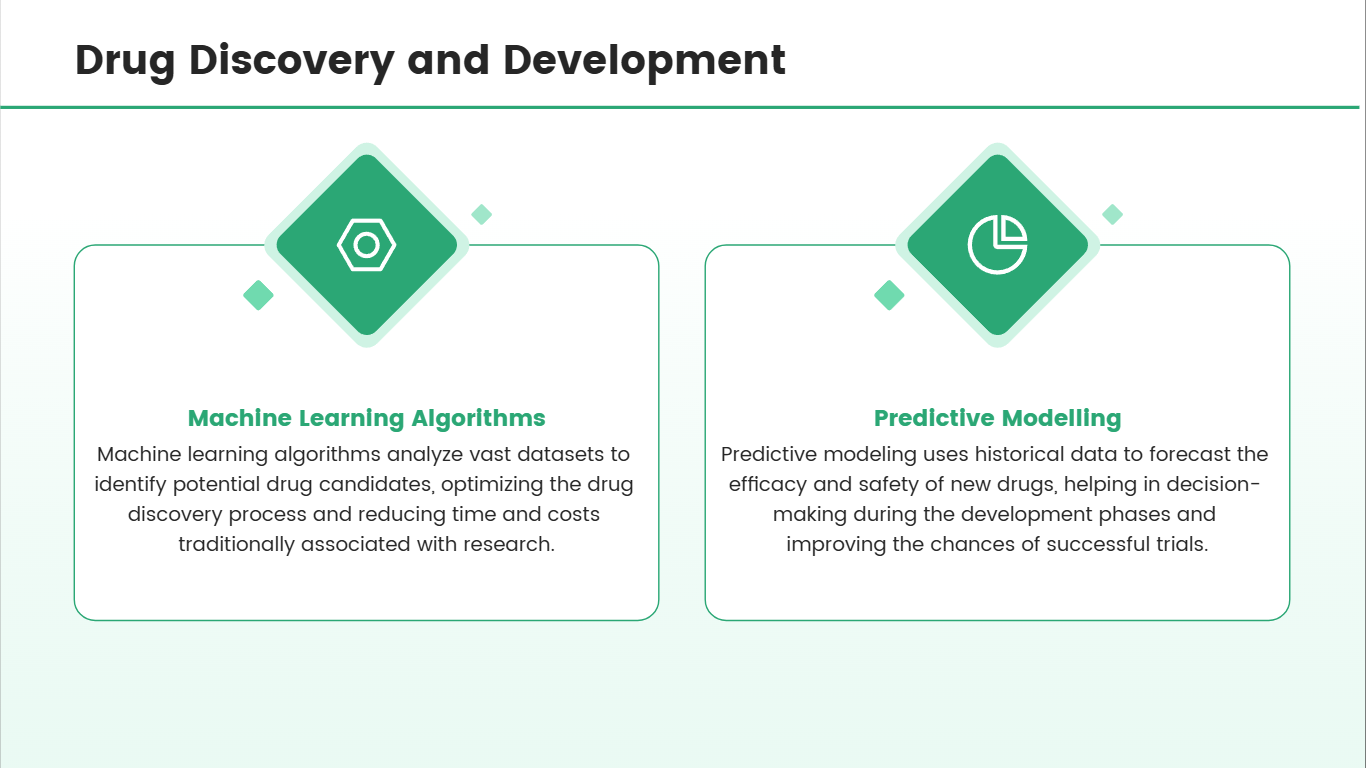 Drug Discovery and Development
Machine Learning Algorithms
Machine learning algorithms analyze vast datasets to
identify potential drug candidates, optimizing the drug
discovery process and reducing time and costs
traditionally associated with research.
Predictive Modelling
Predictive modeling uses historical data to forecast the
efficacy and safety of new drugs, helping in decision-
making during the development phases and
improving the chances of successful trials.